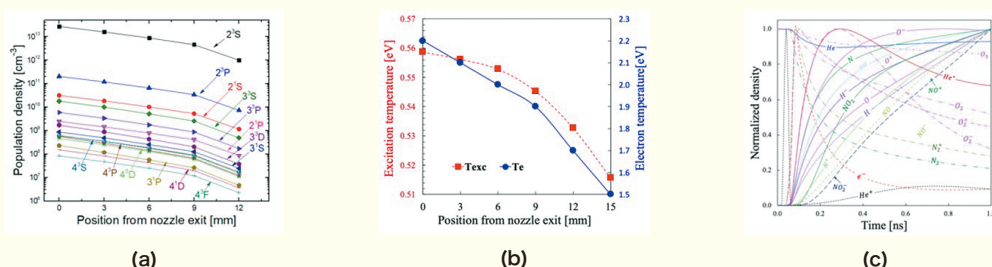 Population density [cm⁻³]
10¹³
10¹²
10¹¹
10¹⁰
10⁹
10⁸
10⁷
10⁶
2³S
2³P
2¹S
3³S
3³P
2¹P
3³D
3¹S
4³S
4³P
4³D
3¹P
4¹D
4³F
0 3 6 9 12
Position from nozzle exit [mm]
(a)
Excitation temperature [eV]
0.57
0.56
0.55
0.54
0.53
0.52
0.51
Texc Te
2.3
2.2
2.1
2.0
1.9
1.8
1.7
1.6
1.5
Electron temperature [eV]
0 3 6 9 12 15
Position from nozzle exit [mm]
(b)
Normalized density
1.0
0.8
0.6
0.4
0.2
0.0
He
N
O⁻
O⁺
O₃
He⁺
NO⁺
H
NO₂
H⁻
O
NO
O₂
N₂
e⁻
NO₂⁻
He*
0.2 0.4 0.6 0.8 1.0
Time [ns]
(c)